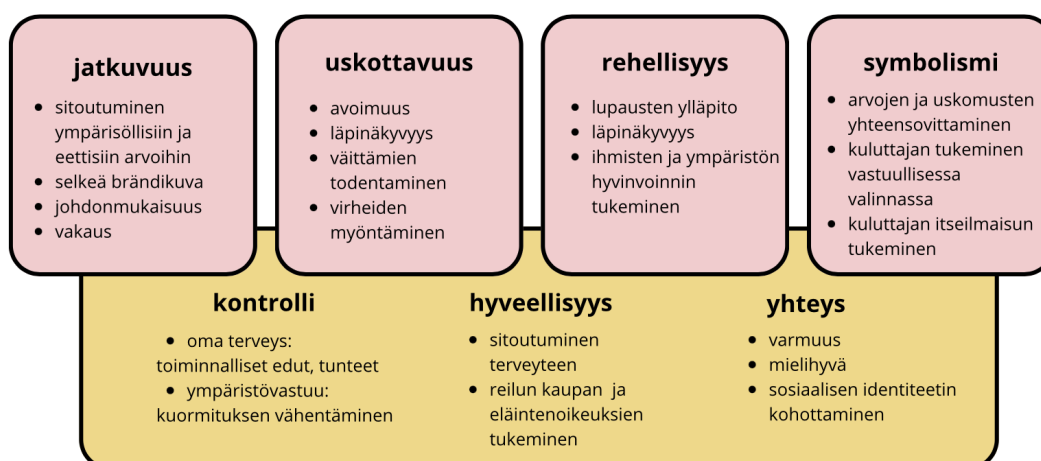 jatkuvuus
• sitoutuminen
ympärisöllisiin ja
eettisiin arvoihin
• selkeä brändikuva
• johdonmukaisuus
• vakaus
uskottavuus
• avoimuus
• läpinäkyvyys
• väittämien
todentaminen
• virheiden
myöntäminen
rehellisyys
• lupausten ylläpito
• läpinäkyvyys
• ihmisten ja ympäristön
hyvinvoinnin
tukeminen
symbolismi
• arvojen ja uskomusten
yhteensovittaminen
• kuluttajan tukeminen
vastuullisessa
valinnassa
• kuluttajan itseilmaisun
tukeminen
kontrolli
• oma terveys:
toiminnalliset edut, tunteet
• ympäristövastuu:
kuormituksen vähentäminen
hyveellisyys
• sitoutuminen
terveyteen
• reilun kaupan ja
eläintenoikeuksien
tukeminen
yhteys
• varmuus
• mielihyvä
• sosiaalisen identiteetin
kohottaminen